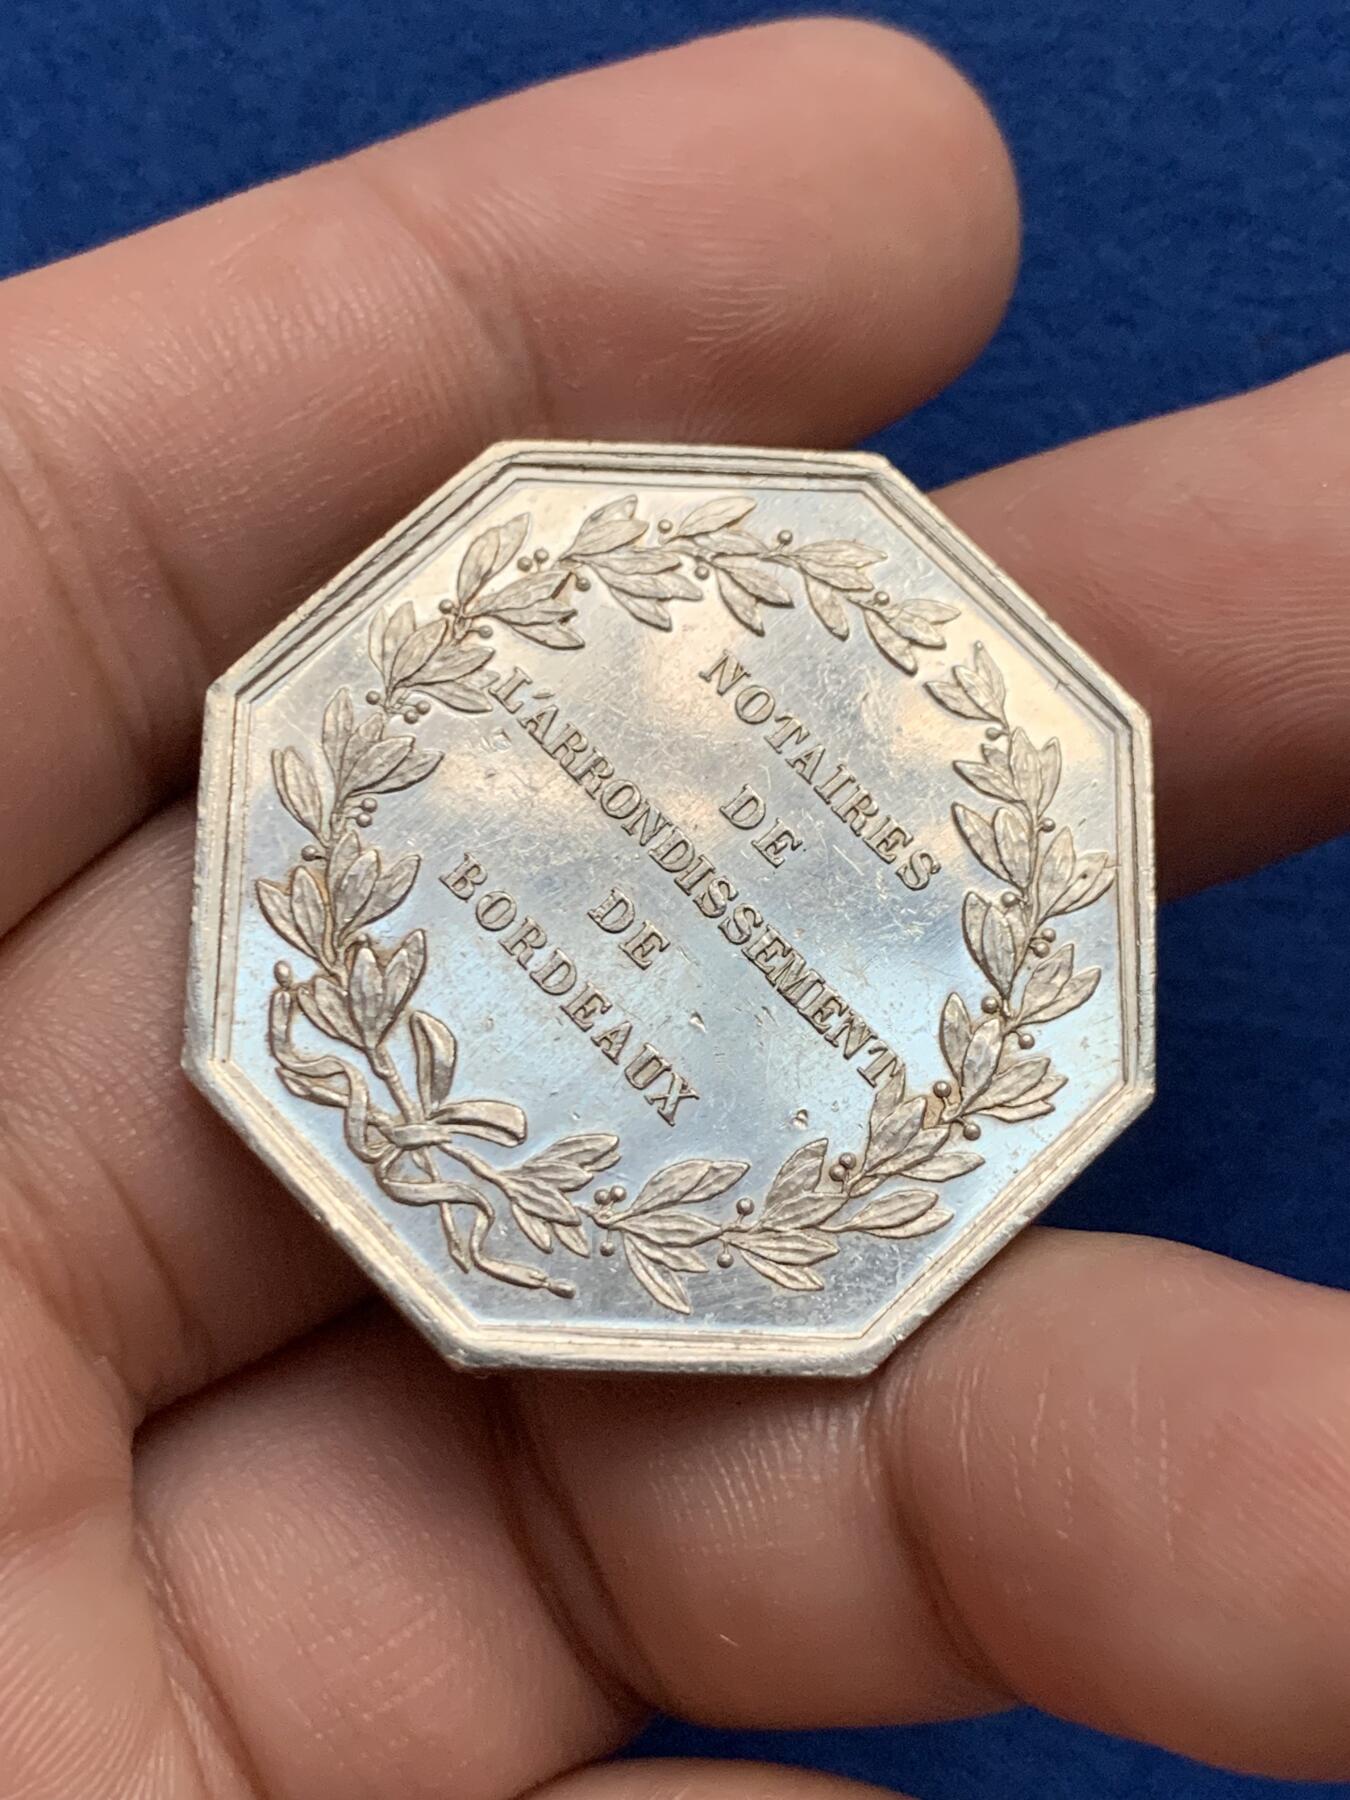 NOTAIRES
DE
L'ARRONDISSEMENT
DE
BORDEAUX